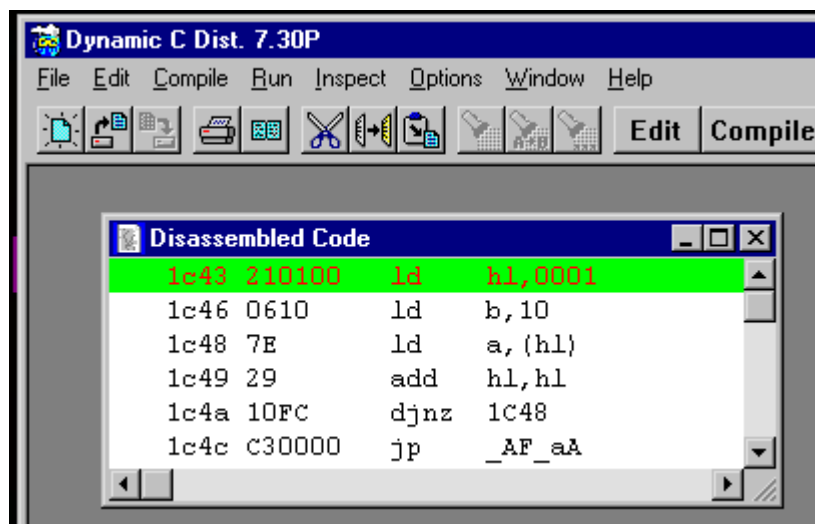 Dynamic C Dist. 7.30P
File Edit Compile Run Inspect Options Window Help
Edit Compile
Disassembled Code
1c43 210100 ld hl,0001
1c46 0610 ld b,10
1c48 7E ld a,(hl)
1c49 29 add hl,hl
1c4a 10FC djnz 1C48
1c4c C30000 jp _AF_aA